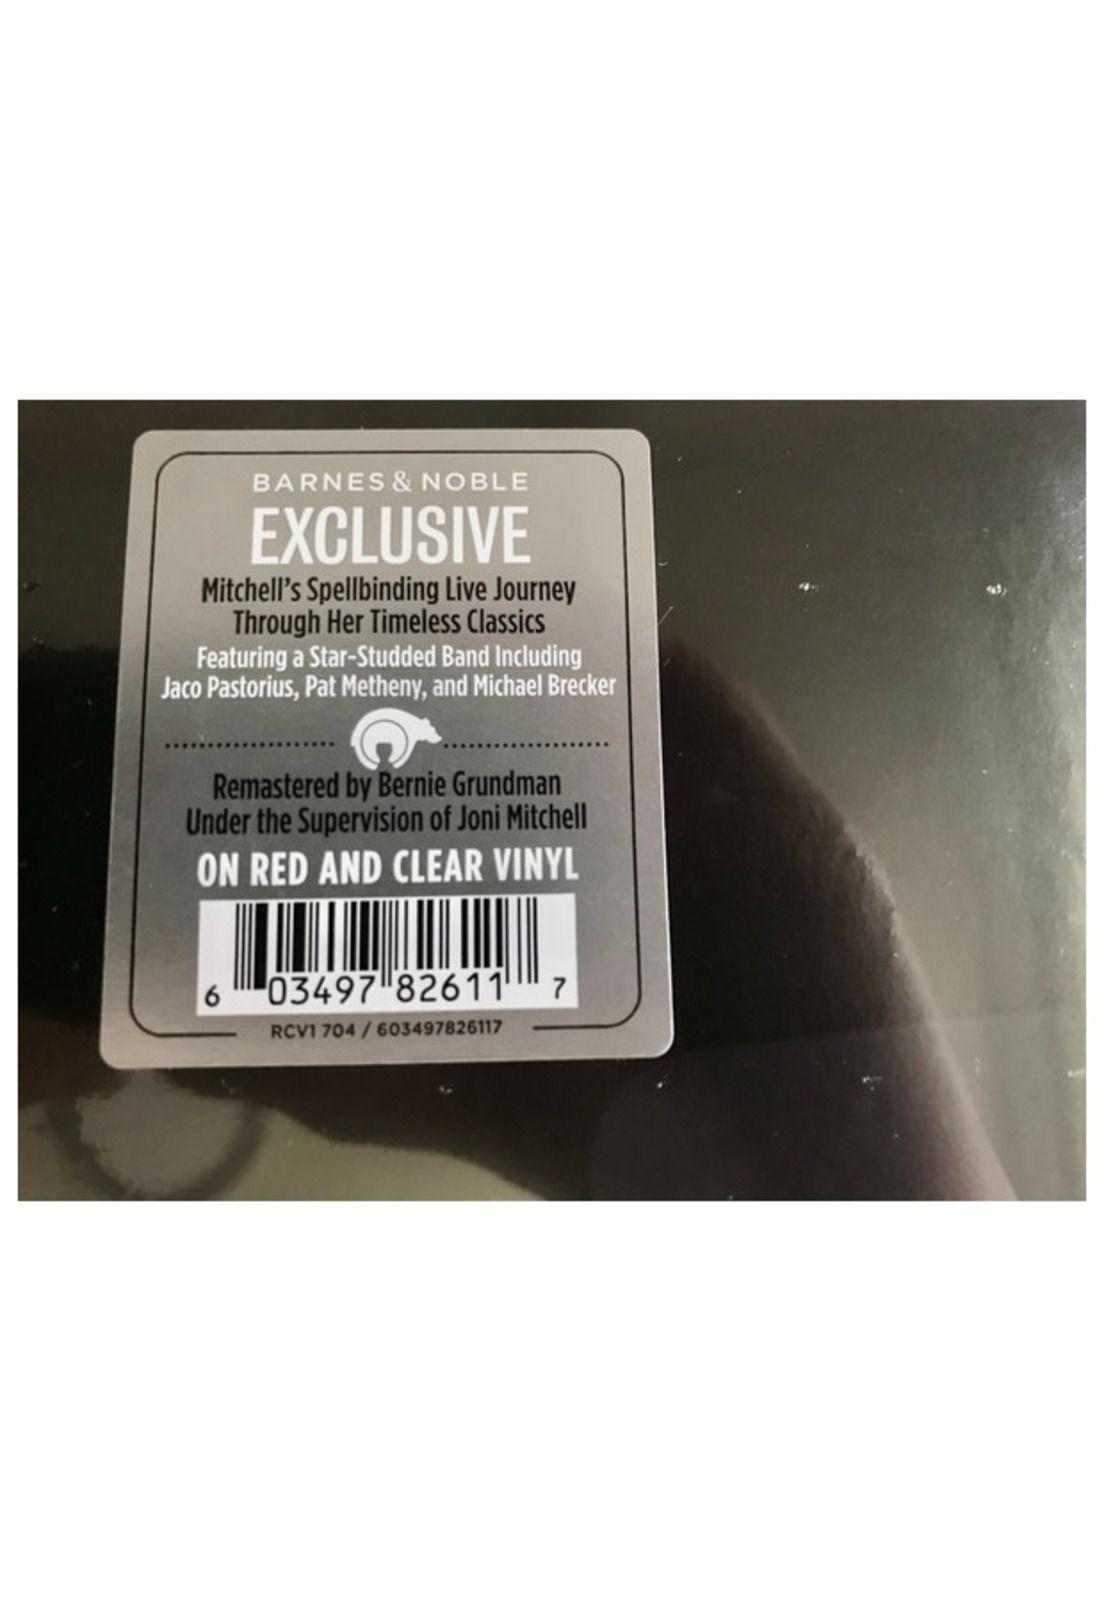 BARNES & NOBLE
EXCLUSIVE
Mitchell's Spellbinding Live Journey
Through Her Timeless Classics
Featuring a Star-Studded Band Including
Jaco Pastorius, Pat Metheny, and Michael Brecker
Remastered by Bernie Grundman
Under the Supervision of Joni Mitchell
ON RED AND CLEAR VINYL
6 03497 82611 7
RCV1 704 / 603497826117